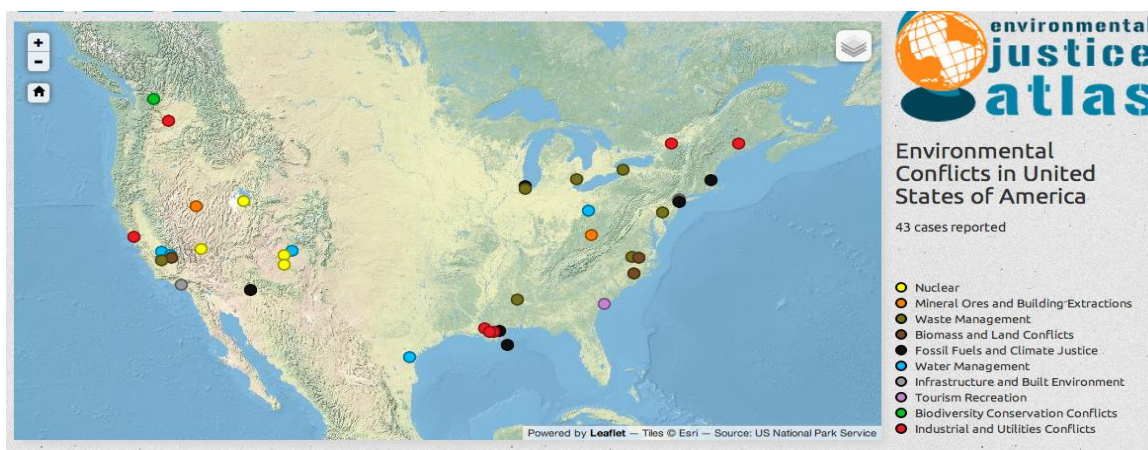 +
−
environmental
justice
atlas
Environmental
Conflicts in United
States of America
43 cases reported
Nuclear
Mineral Ores and Building Extractions
Waste Management
Biomass and Land Conflicts
Fossil Fuels and Climate Justice
Water Management
Infrastructure and Built Environment
Tourism Recreation
Biodiversity Conservation Conflicts
Industrial and Utilities Conflicts
Powered by Leaflet — Tiles © Esri — Source: US National Park Service